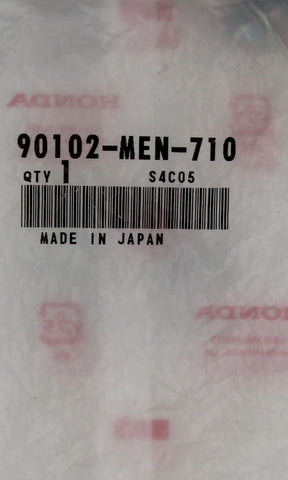 HONDA
90102-MEN-710
QTY 1 S4C05
MADE IN JAPAN
HONDA